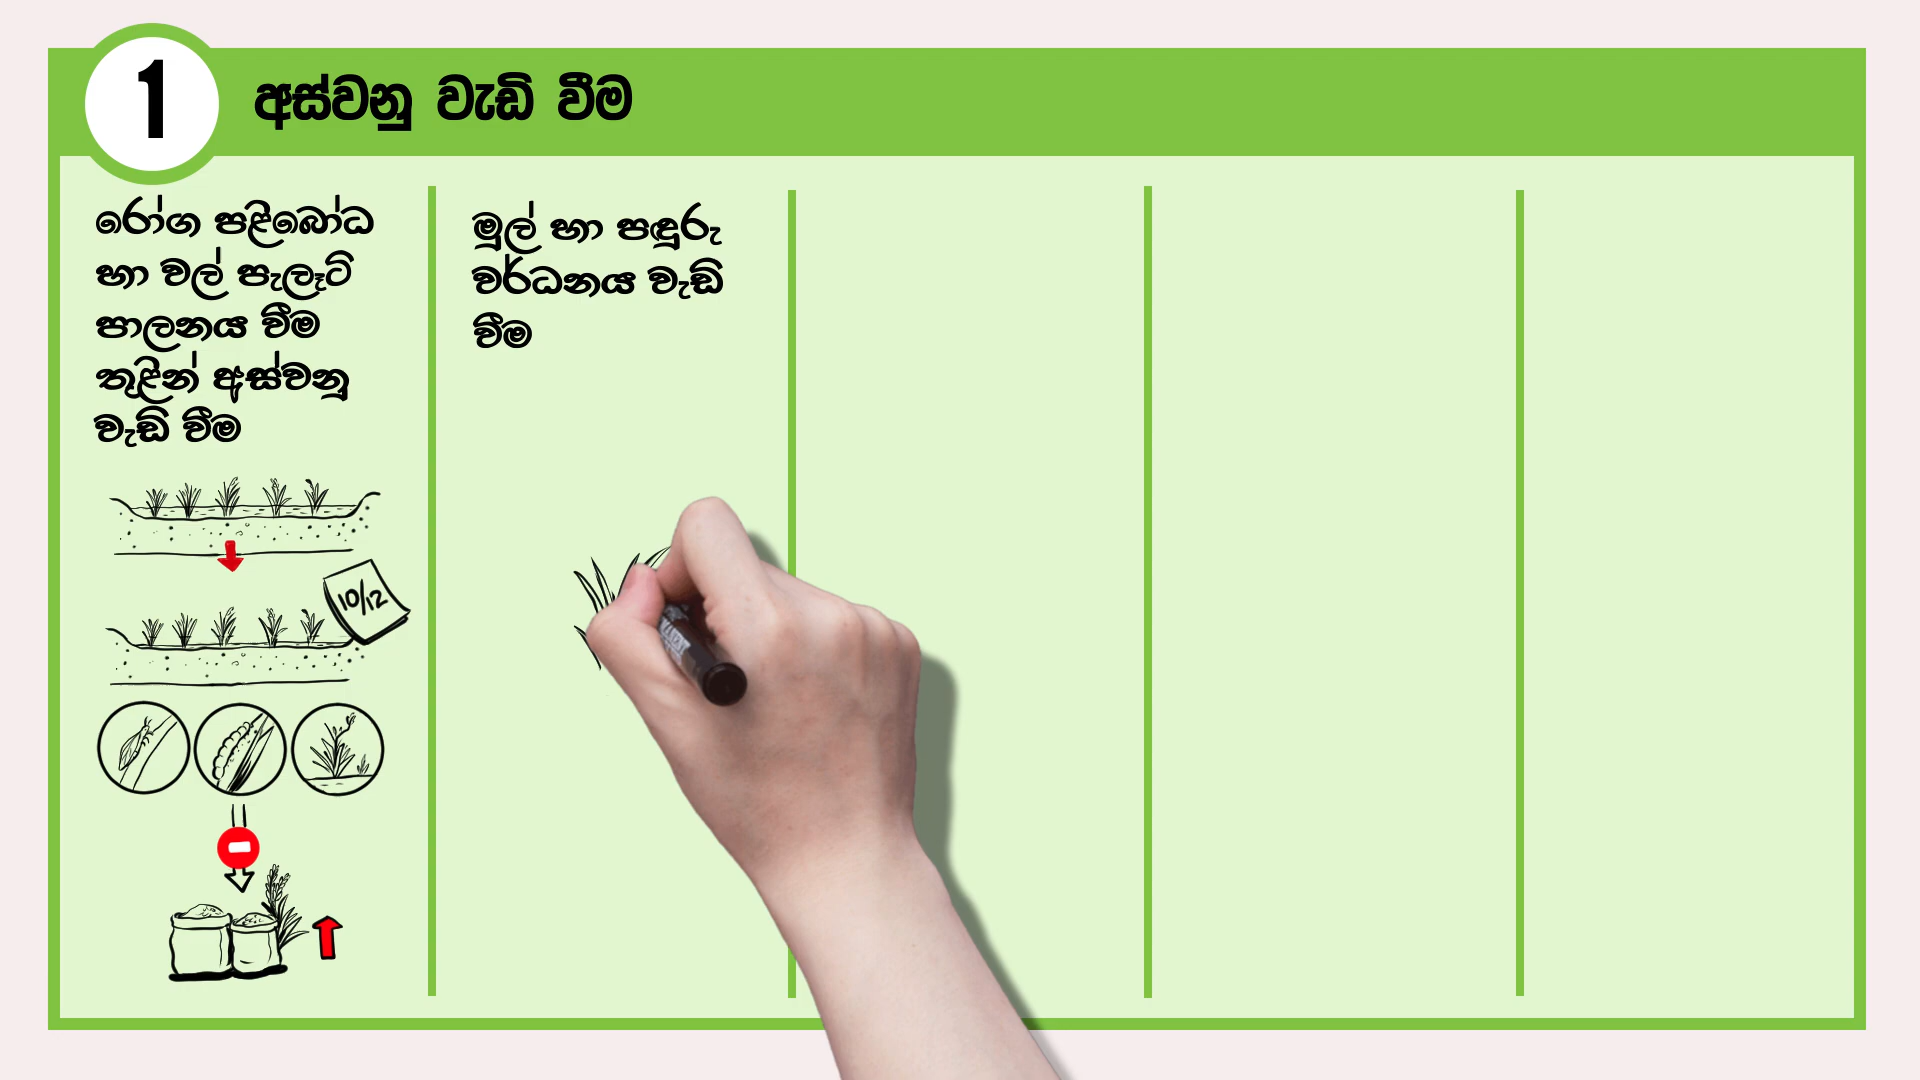 1
අස්වනු වැඩි වීම
රෝග පළිබෝධ
හා වල් පැලෑටි
පාලනය වීම
තුළින් අස්වනූ
වැඩි වීම
මූල් හා පඳූරු
වර්ධනය වැඩි
වීම
10/12